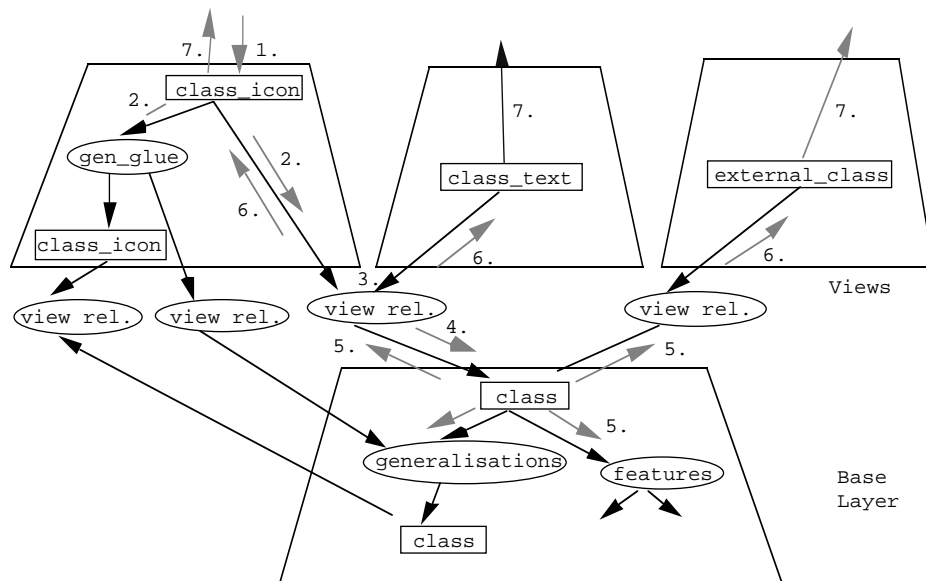 7.
1.
class_icon
2.
7.
7.
gen_glue
2.
class_text
external_class
6.
class_icon
6.
6.
3.
Views
view rel.
view rel.
view rel.
view rel.
4.
5.
5.
class
5.
generalisations
features
Base
Layer
class